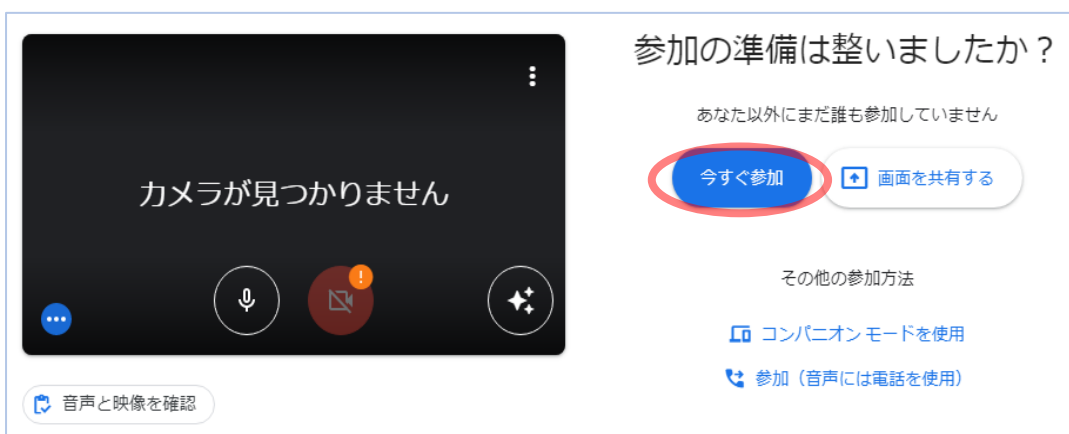 カメラが見つかりません
音声と映像を確認
参加の準備は整いましたか？
あなた以外にまだ誰も参加していません
今すぐ参加
画面を共有する
その他の参加方法
コンパニオン モードを使用
参加（音声には電話を使用）